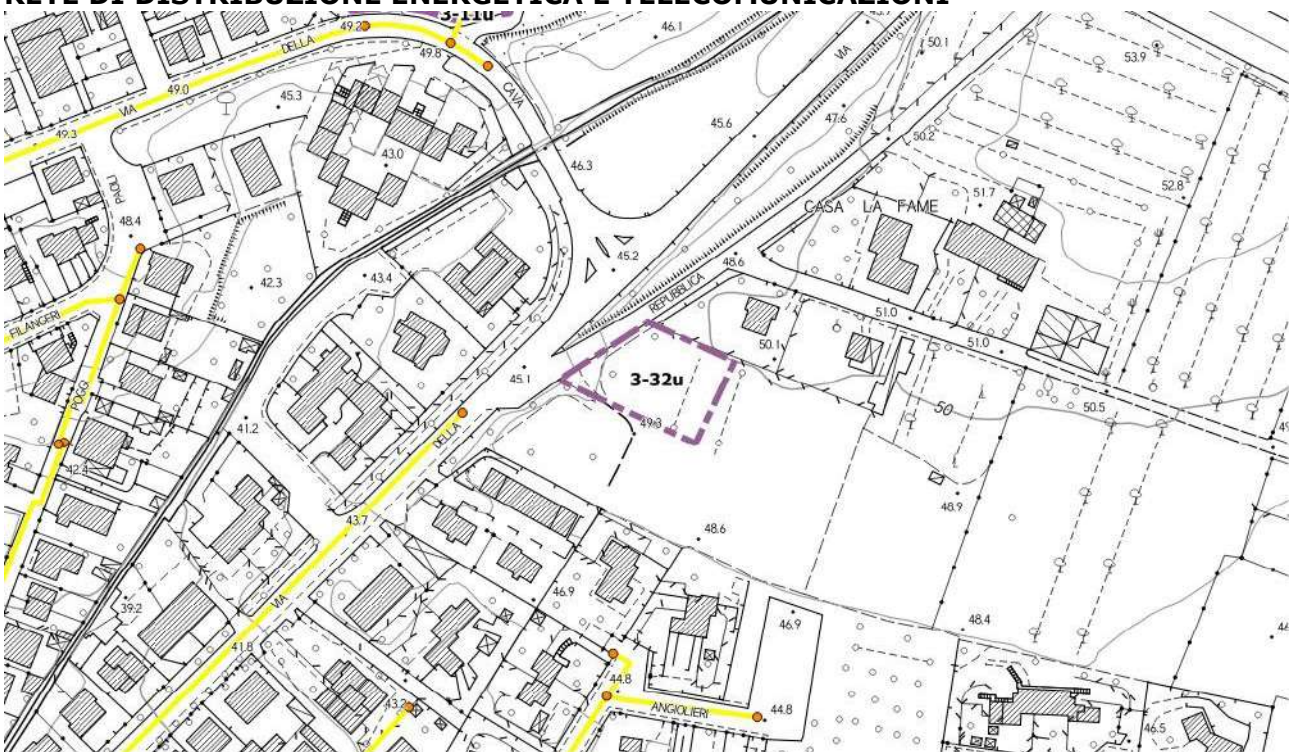 RETE DI DISTRIBUZIONE ENERGETICA E TELECOMUNICAZIONI
3-11u
49.2
DELLA
49.8
46.1
VIA
50.1
53.9
CAVA
49.0
VIA
45.3
47.6
45.6
49.3
50.2
43.0
46.3
PAGLI
51.7
52.8
CASA LA FAME
48.4
45.2
48.6
43.4
42.3
REPUBBLICA
FILANGERI
51.0
51.0
50.1
45.1
3-32u
POGG
50
50.5
49.3
41.2
DELLA
42.4
48.9
43.7
48.6
VIA
46.9
39.2
46.9
48.4
41.8
44.8
43.2
ANGIOLIERI
44.8
46.5